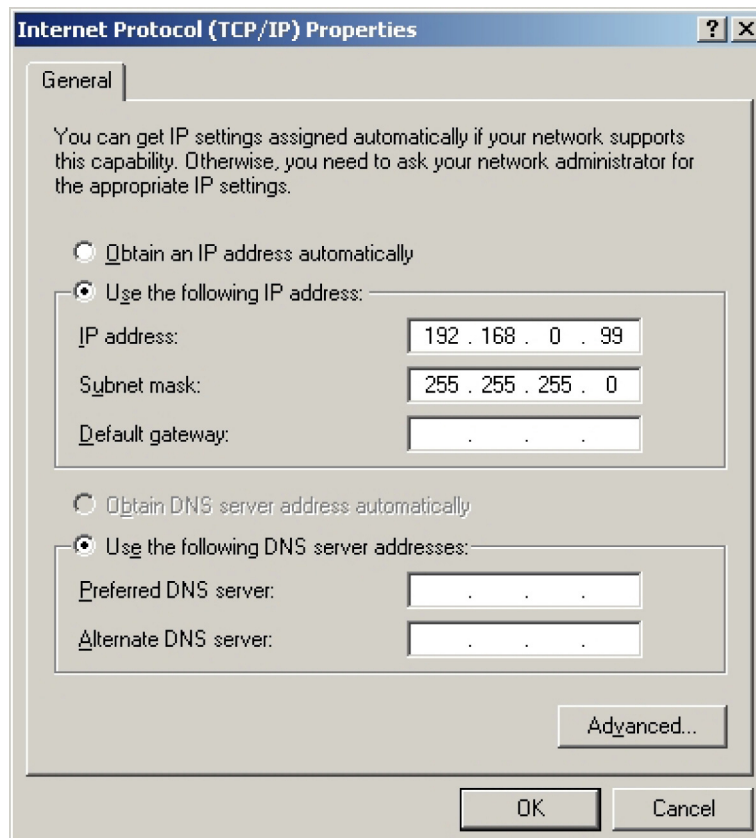 Internet Protocol (TCP/IP) Properties
General
You can get IP settings assigned automatically if your network supports
this capability. Otherwise, you need to ask your network administrator for
the appropriate IP settings.
Obtain an IP address automatically
Use the following IP address:
IP address: 192 . 168 . 0 . 99
Subnet mask: 255 . 255 . 255 . 0
Default gateway: . . .
Obtain DNS server address automatically
Use the following DNS server addresses:
Preferred DNS server: . . .
Alternate DNS server: . . .
Advanced...
OK Cancel